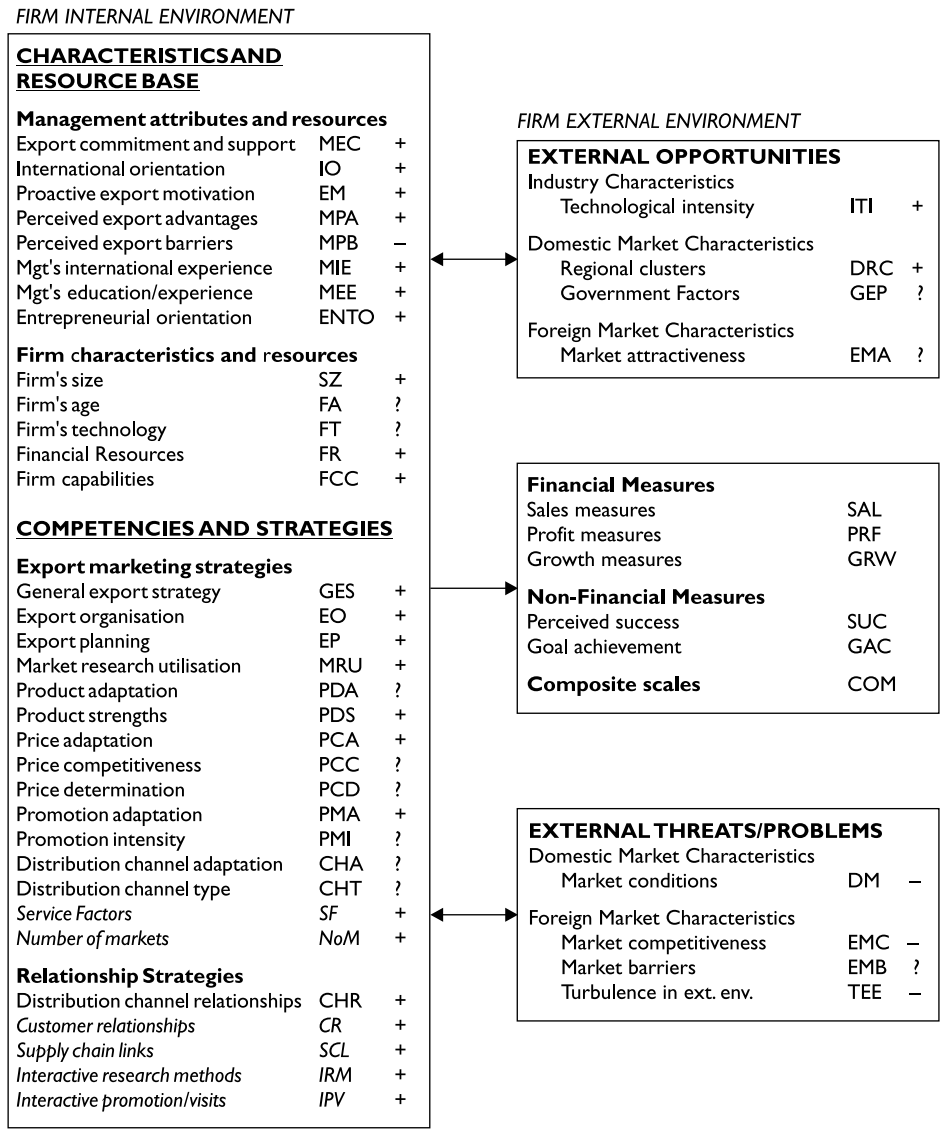 FIRM INTERNAL ENVIRONMENT
CHARACTERISTICS AND
RESOURCE BASE
Management attributes and resources
Export commitment and support MEC +
International orientation IO +
Proactive export motivation EM +
Perceived export advantages MPA +
Perceived export barriers MPB –
Mgt's international experience MIE +
Mgt's education/experience MEE +
Entrepreneurial orientation ENTO +
Firm characteristics and resources
Firm's size SZ +
Firm's age FA ?
Firm's technology FT ?
Financial Resources FR +
Firm capabilities FCC +
COMPETENCIES AND STRATEGIES
Export marketing strategies
General export strategy GES +
Export organisation EO +
Export planning EP +
Market research utilisation MRU +
Product adaptation PDA ?
Product strengths PDS +
Price adaptation PCA +
Price competitiveness PCC ?
Price determination PCD ?
Promotion adaptation PMA +
Promotion intensity PMI ?
Distribution channel adaptation CHA ?
Distribution channel type CHT ?
Service Factors SF +
Number of markets NoM +
Relationship Strategies
Distribution channel relationships CHR +
Customer relationships CR +
Supply chain links SCL +
Interactive research methods IRM +
Interactive promotion/visits IPV +
FIRM EXTERNAL ENVIRONMENT
EXTERNAL OPPORTUNITIES
Industry Characteristics
Technological intensity ITI +
Domestic Market Characteristics
Regional clusters DRC +
Government Factors GEP ?
Foreign Market Characteristics
Market attractiveness EMA ?
Financial Measures
Sales measures SAL
Profit measures PRF
Growth measures GRW
Non-Financial Measures
Perceived success SUC
Goal achievement GAC
Composite scales COM
EXTERNAL THREATS/PROBLEMS
Domestic Market Characteristics
Market conditions DM –
Foreign Market Characteristics
Market competitiveness EMC –
Market barriers EMB ?
Turbulence in ext. env. TEE –